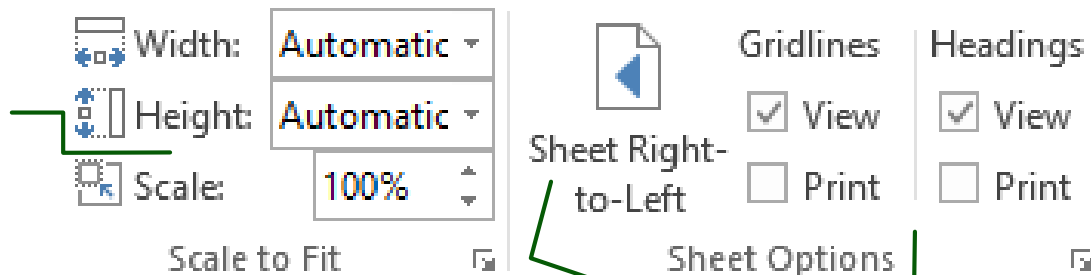 Width: Automatic
Height: Automatic
Scale: 100%
Scale to Fit
Sheet Right-
to-Left
Gridlines
View
Print
Headings
View
Print
Sheet Options